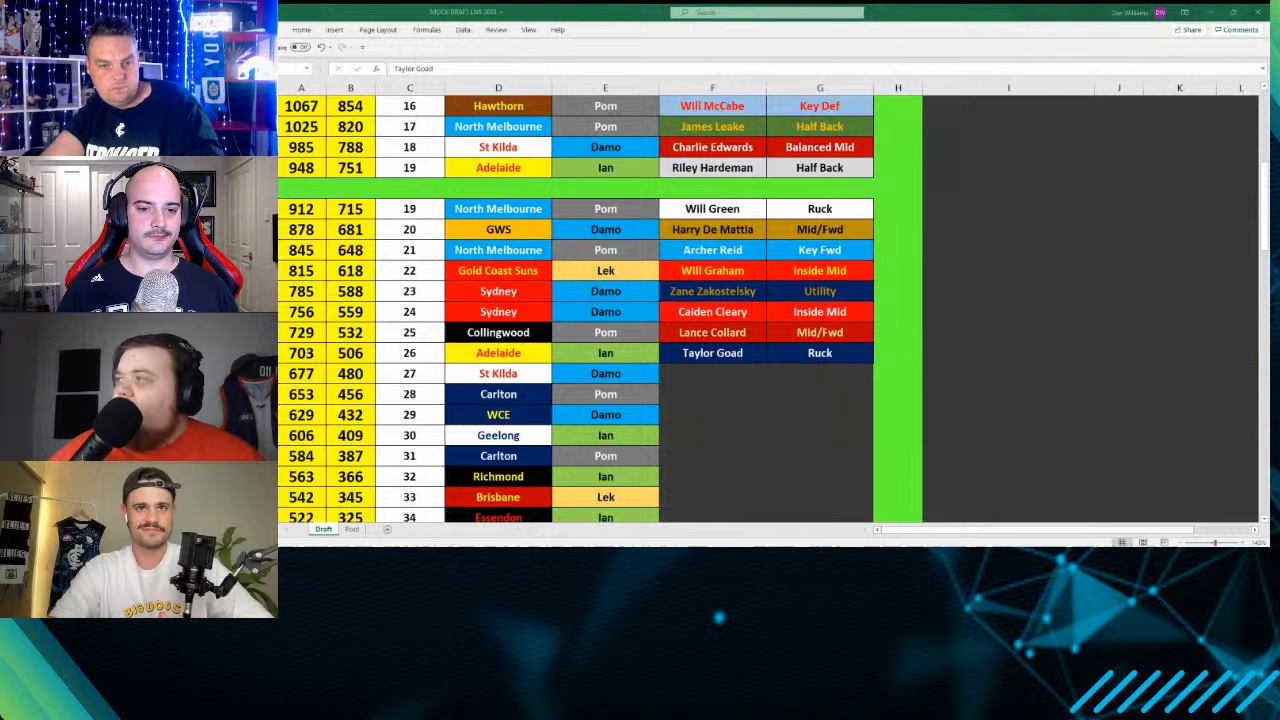 MOCK DRAFT LIVE 2023
Search
Dan Williams DW
Home Insert Page Layout Formulas Data Review View Help
Share Comments
Off
fx Taylor Goad
A B C D E F G H I J K L
1067 854 16 Hawthorn Pom Will McCabe Key Def
1025 820 17 North Melbourne Pom James Leake Half Back
985 788 18 St Kilda Damo Charlie Edwards Balanced Mid
948 751 19 Adelaide Ian Riley Hardeman Half Back
912 715 19 North Melbourne Pom Will Green Ruck
878 681 20 GWS Damo Harry De Mattia Mid/Fwd
845 648 21 North Melbourne Pom Archer Reid Key Fwd
815 618 22 Gold Coast Suns Lek Will Graham Inside Mid
785 588 23 Sydney Damo Zane Zakostelsky Utility
756 559 24 Sydney Damo Caiden Cleary Inside Mid
729 532 25 Collingwood Pom Lance Collard Mid/Fwd
703 506 26 Adelaide Ian Taylor Goad Ruck
677 480 27 St Kilda Damo
653 456 28 Carlton Pom
629 432 29 WCE Damo
606 409 30 Geelong Ian
584 387 31 Carlton Pom
563 366 32 Richmond Ian
542 345 33 Brisbane Lek
522 325 34 Essendon Ian
Draft Pool
BLUES
BIG DOGS